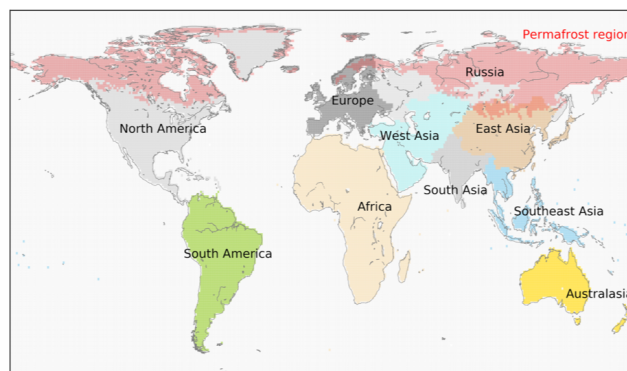 Permafrost region
Russia
Europe
North America
West Asia
East Asia
South Asia
Africa
Southeast Asia
South America
Australasia